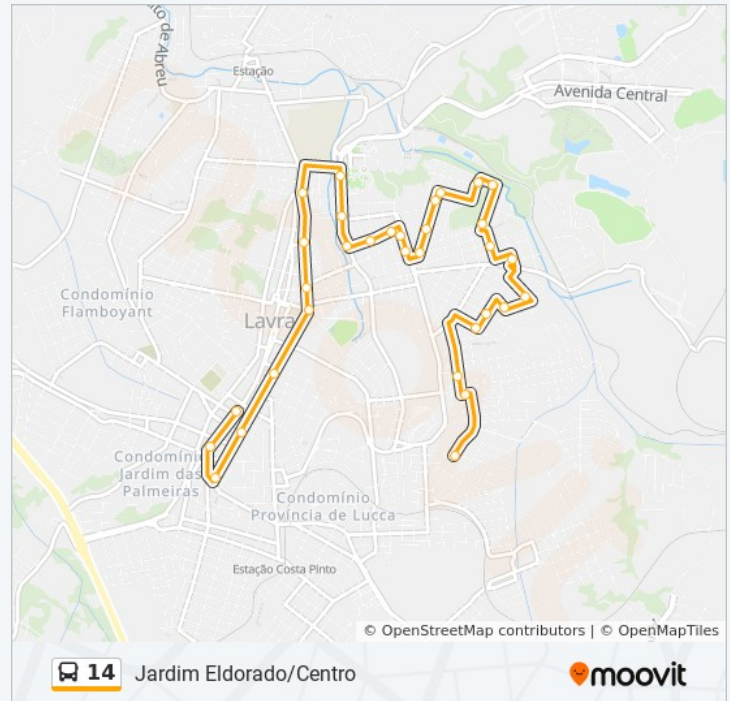 to de
Abreu
Estação
Avenida Central
Condomínio
Flamboyant
Lavra
Condomíni
Jardim das
Palmeiras
Condomínio
Província de Lucca
Estação Costa Pinto
© OpenStreetMap contributors | © OpenMapTiles
14 Jardim Eldorado/Centro
moovit